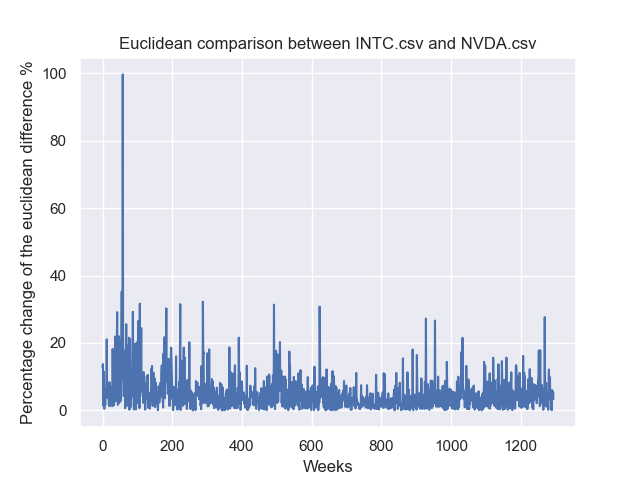 Euclidean comparison between INTC.csv and NVDA.csv
Percentage change of the euclidean difference %
100
80
60
40
20
0
0 200 400 600 800 1000 1200
Weeks